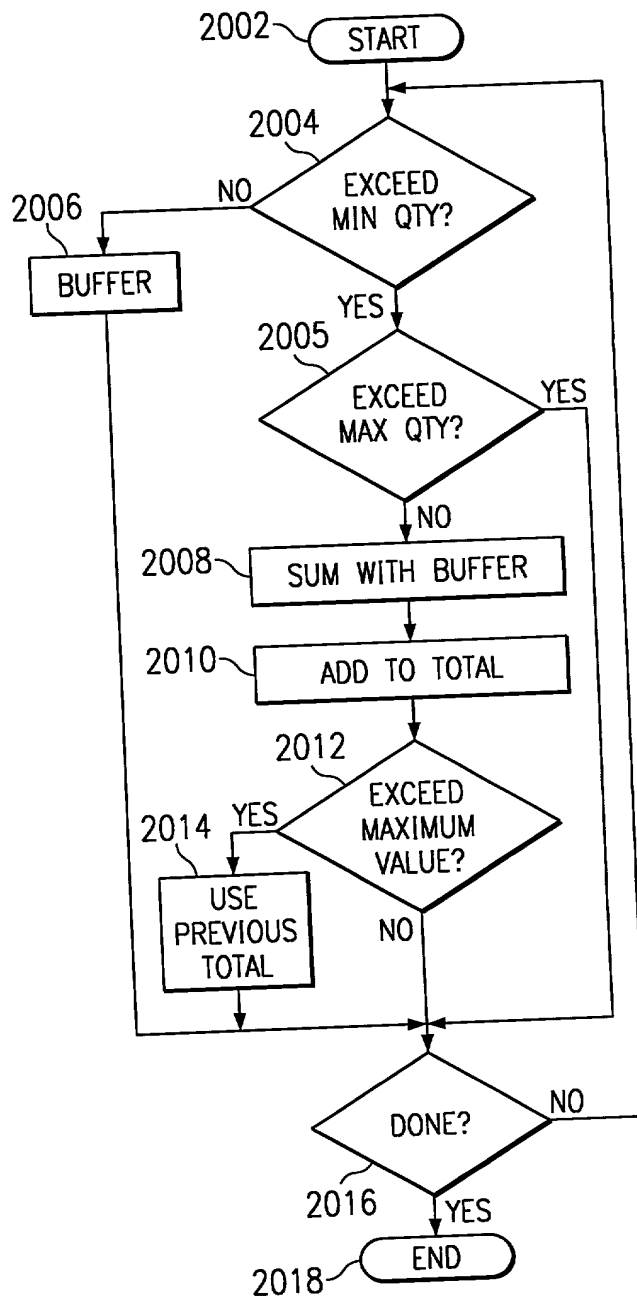 2002
START
2004
EXCEED
MIN QTY?
NO
2006
BUFFER
YES
2005
EXCEED
MAX QTY?
YES
NO
2008
SUM WITH BUFFER
2010
ADD TO TOTAL
2012
EXCEED
MAXIMUM
VALUE?
YES
2014
USE
PREVIOUS
TOTAL
NO
DONE?
NO
2016
YES
2018
END